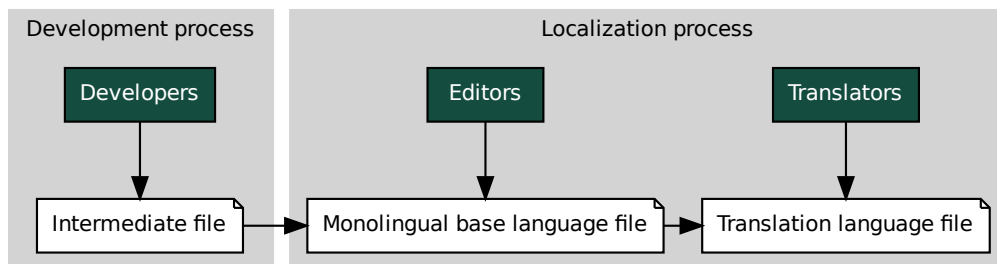 Development process
Localization process
Developers
Editors
Translators
Intermediate file
Monolingual base language file
Translation language file